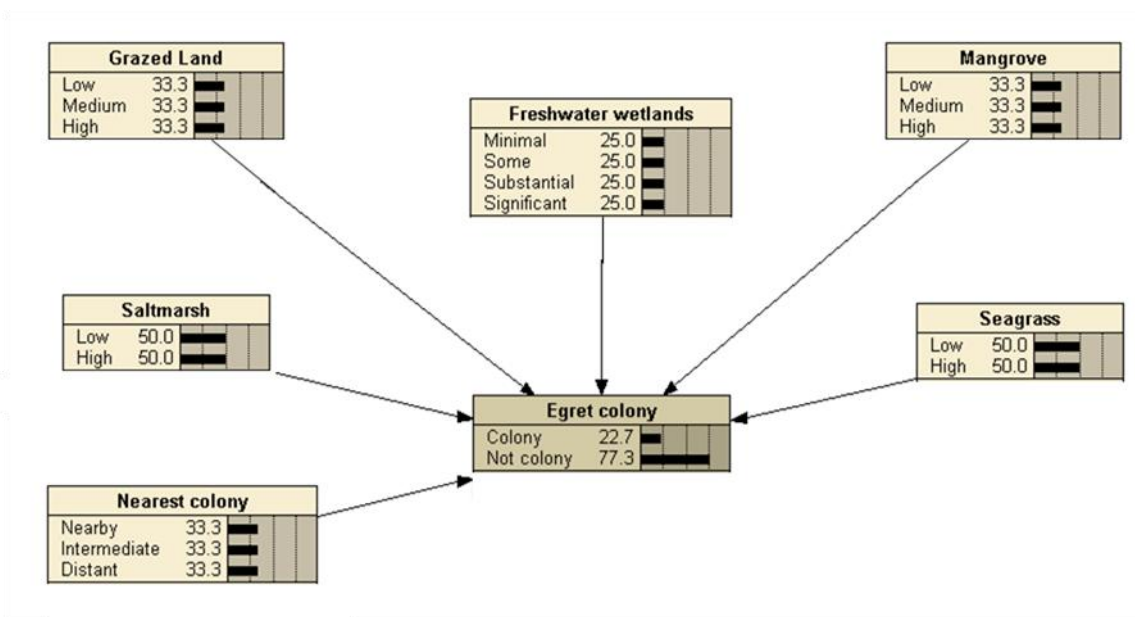 Grazed Land
Low 33.3
Medium 33.3
High 33.3
Mangrove
Low 33.3
Medium 33.3
High 33.3
Freshwater wetlands
Minimal 25.0
Some 25.0
Substantial 25.0
Significant 25.0
Saltmarsh
Low 50.0
High 50.0
Seagrass
Low 50.0
High 50.0
Egret colony
Colony 22.7
Not colony 77.3
Nearest colony
Nearby 33.3
Intermediate 33.3
Distant 33.3